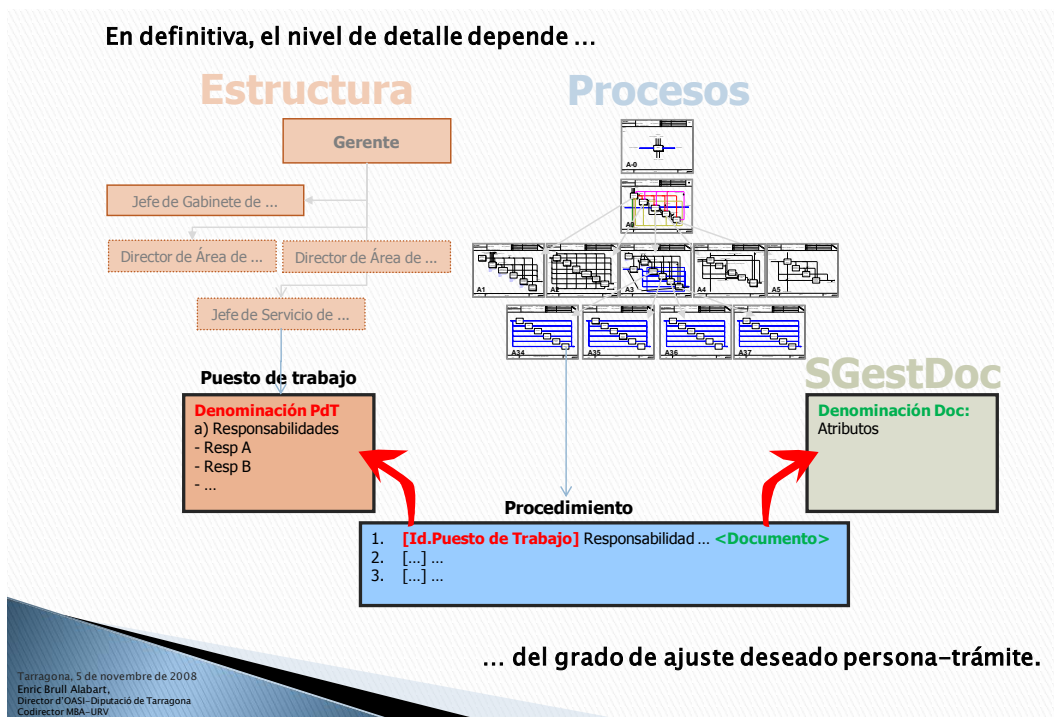 En definitiva, el nivel de detalle depende …
Estructura
Procesos
Gerente
Jefe de Gabinete de …
Director de Área de …
Director de Área de …
Jefe de Servicio de …
A-0
A0
A1
A2
A3
A4
A5
A34
A35
A36
A37
SGestDoc
Puesto de trabajo
Denominación PdT
a) Responsabilidades
- Resp A
- Resp B
- …
Denominación Doc:
Atributos
Procedimiento
1. [Id.Puesto de Trabajo] Responsabilidad … <Documento>
2. […] …
3. […] …
… del grado de ajuste deseado persona-trámite.
Tarragona, 5 de novembre de 2008
Enric Brull Alabart,
Director d'OASI-Diputació de Tarragona
Codirector MBA-URV